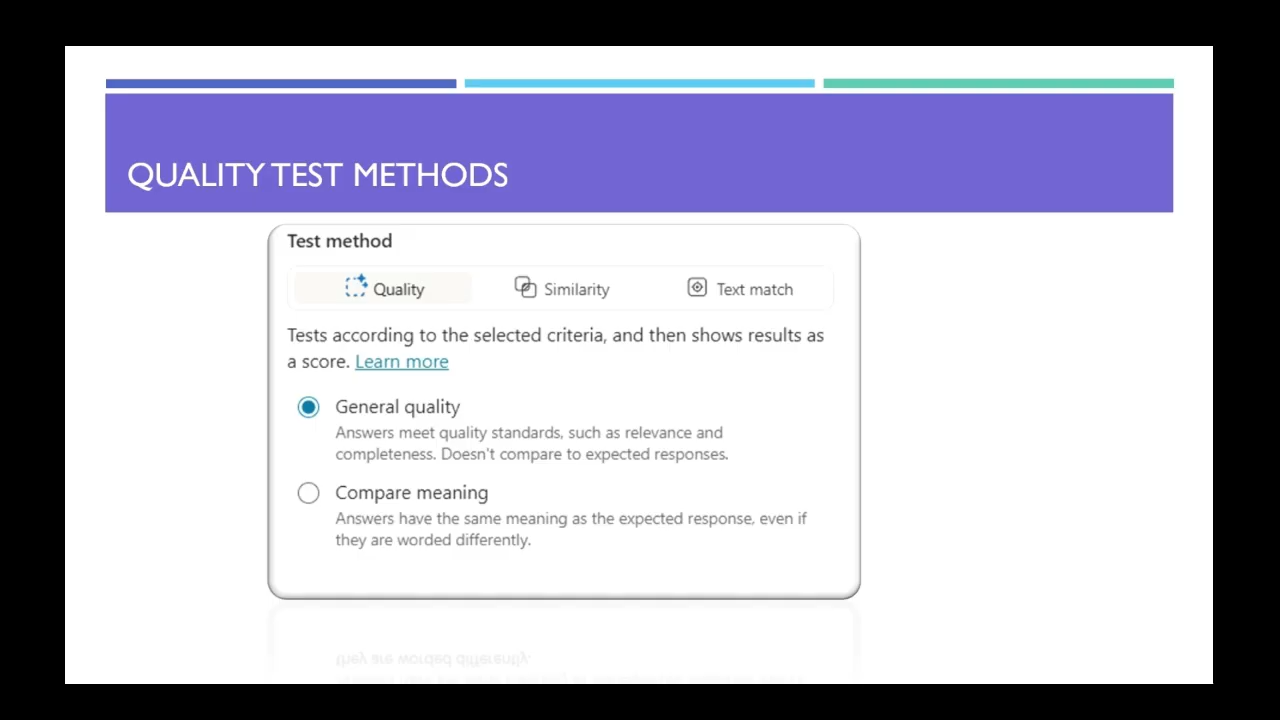 QUALITY TEST METHODS
Test method
Quality
Similarity
Text match
Tests according to the selected criteria, and then shows results as
a score. Learn more
General quality
Answers meet quality standards, such as relevance and
completeness. Doesn't compare to expected responses.
Compare meaning
Answers have the same meaning as the expected response, even if
they are worded differently.